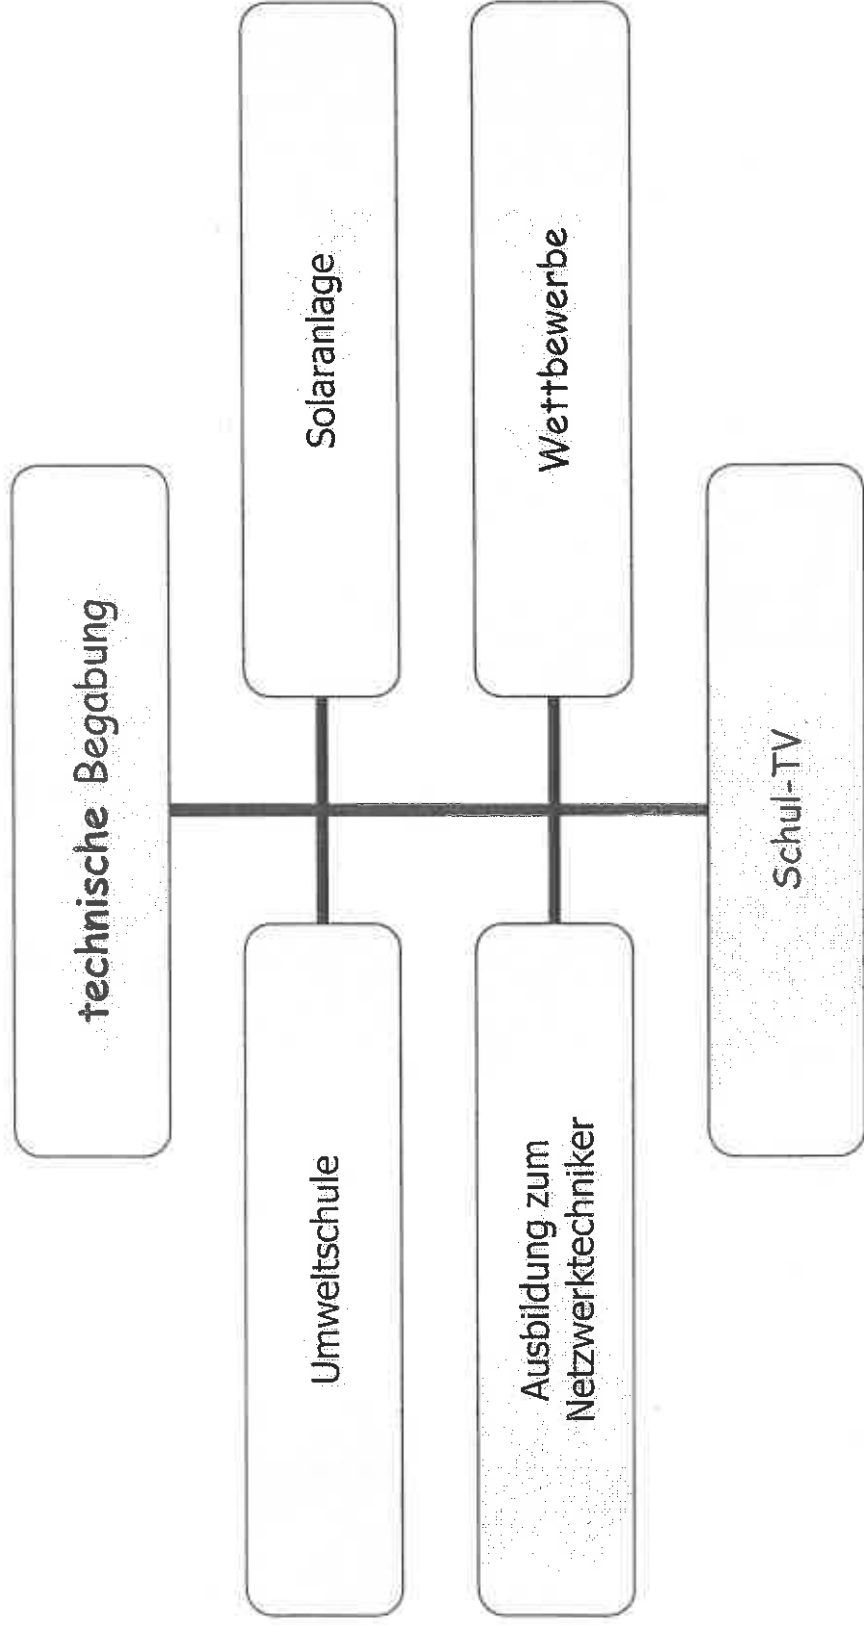 technische Begabung
Umweltschule
Solaranlage
Ausbildung zum
Netzwerktechniker
Wettbewerbe
Schul-TV